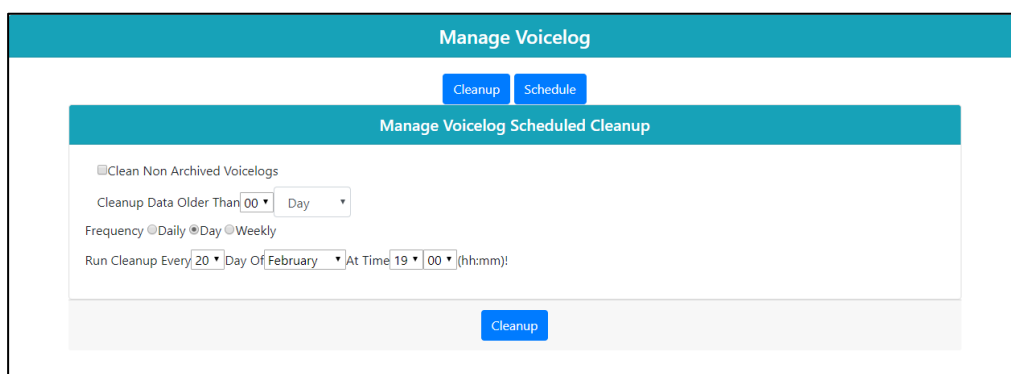 Manage Voicelog
Cleanup Schedule
Manage Voicelog Scheduled Cleanup
Clean Non Archived Voicelogs
Cleanup Data Older Than 00 Day
Frequency Daily Day Weekly
Run Cleanup Every 20 Day Of February At Time 19 00 (hh:mm)!
Cleanup